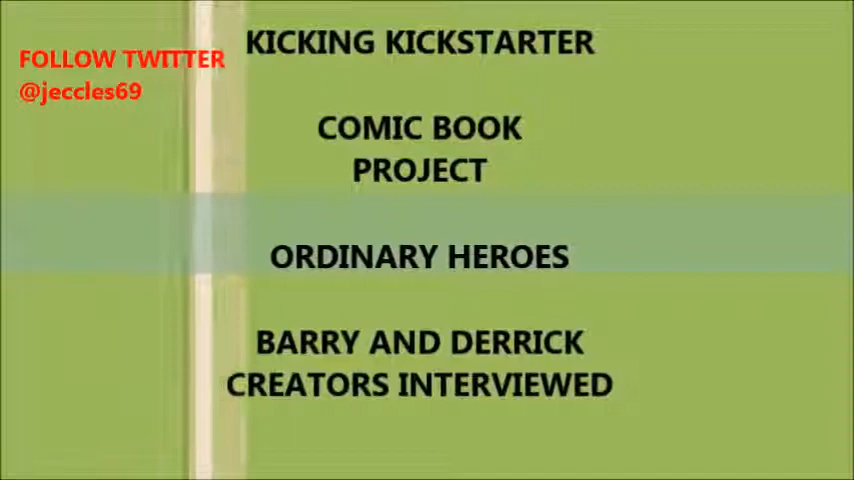 KICKING KICKSTARTER
FOLLOW TWITTER
@jeccles69
COMIC BOOK
PROJECT
ORDINARY HEROES
BARRY AND DERRICK
CREATORS INTERVIEWED